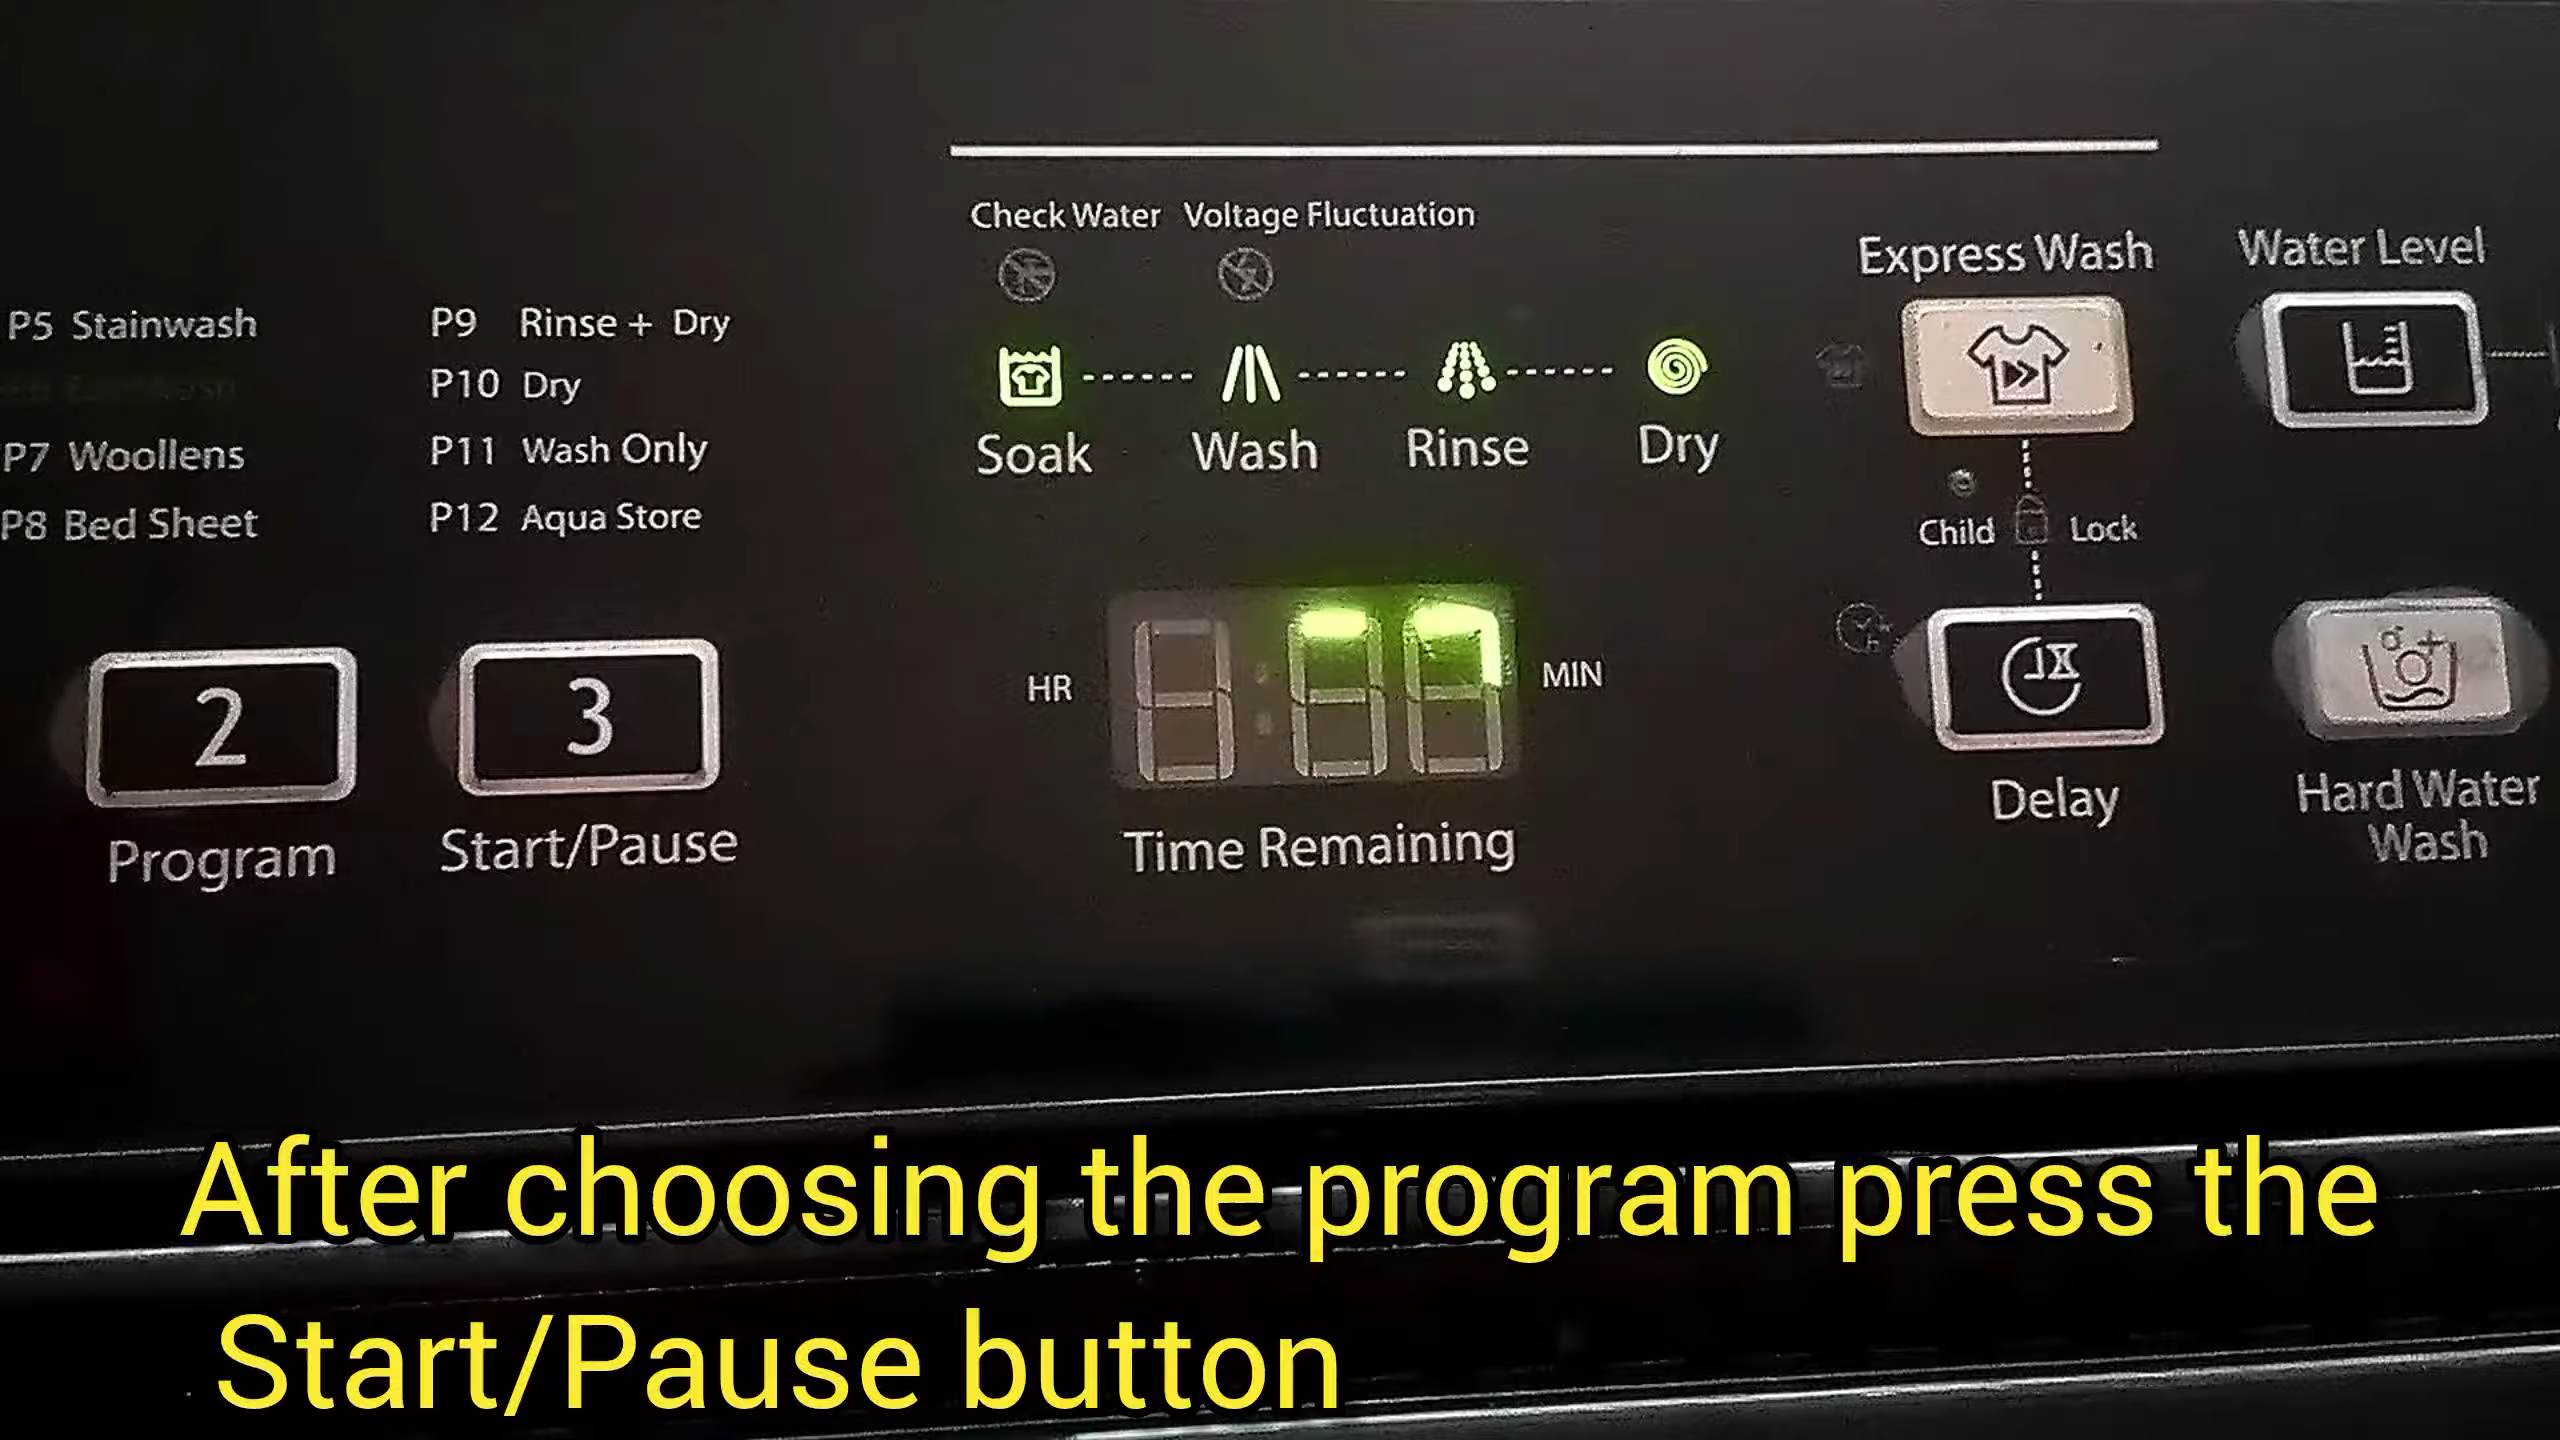 Check Water Voltage Fluctuation
Express Wash
Water Level
P5 Stainwash
P9 Rinse + Dry
P10 Dry
P7 Woollens
P11 Wash Only
P8 Bed Sheet
P12 Aqua Store
Soak
Wash
Rinse
Dry
Child Lock
HR
MIN
2
3
Program
Start/Pause
Time Remaining
Delay
Hard Water
Wash
After choosing the program press the
Start/Pause button